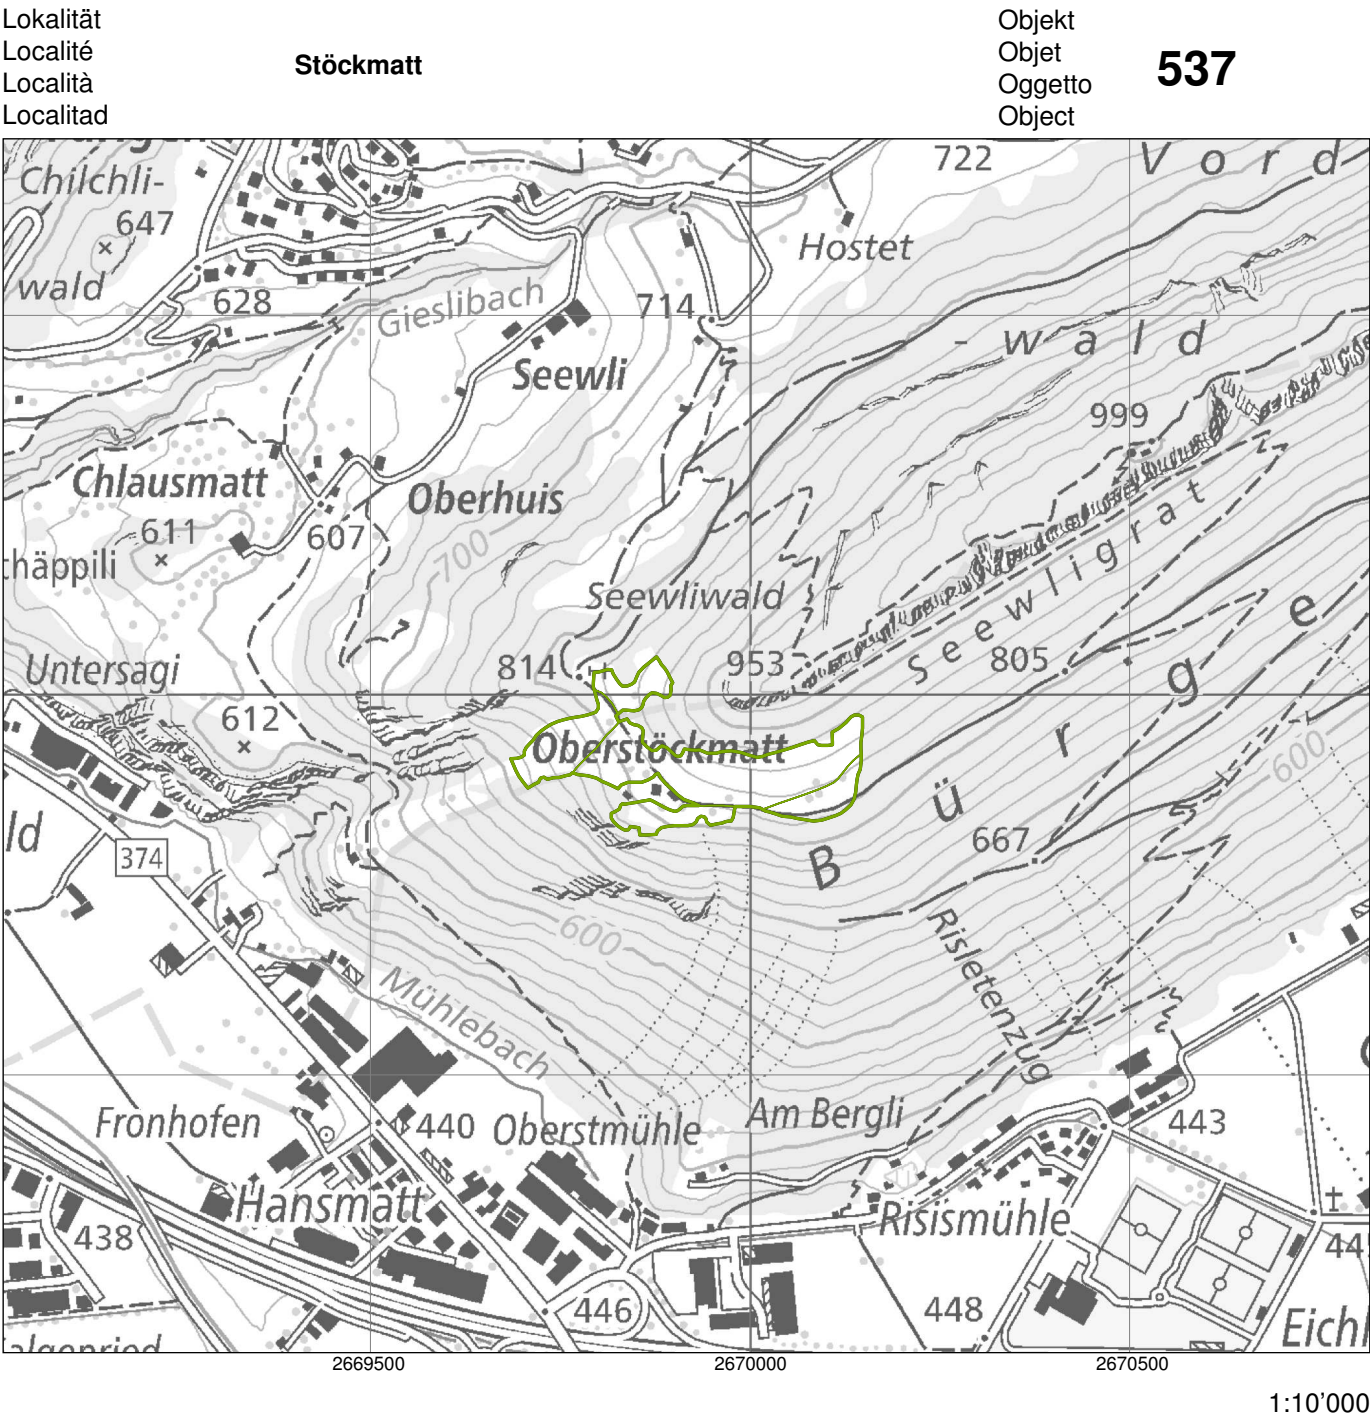 Lokalität
Localité
Località
Localitad
Stöckmatt
Objekt
Objet
Oggetto
Object
537
722
Vord
Chilchli-
647
wald
Hostet
628
Gieslibach
714
- wald
Seewli
999
Chlausmatt
Oberhuis
611
607
700
Seewliwald
Seewligrat
Untersagi
814
953
805
612
Oberstöckmatt
Bürge
600
ld
374
667
600
Risletenzug
Mühlebach
Fronhofen
440
Oberstmühle
Am Bergli
443
Hansmatt
Risismühle
438
446
448
Eichl
2669500
2670000
2670500
1:10'000